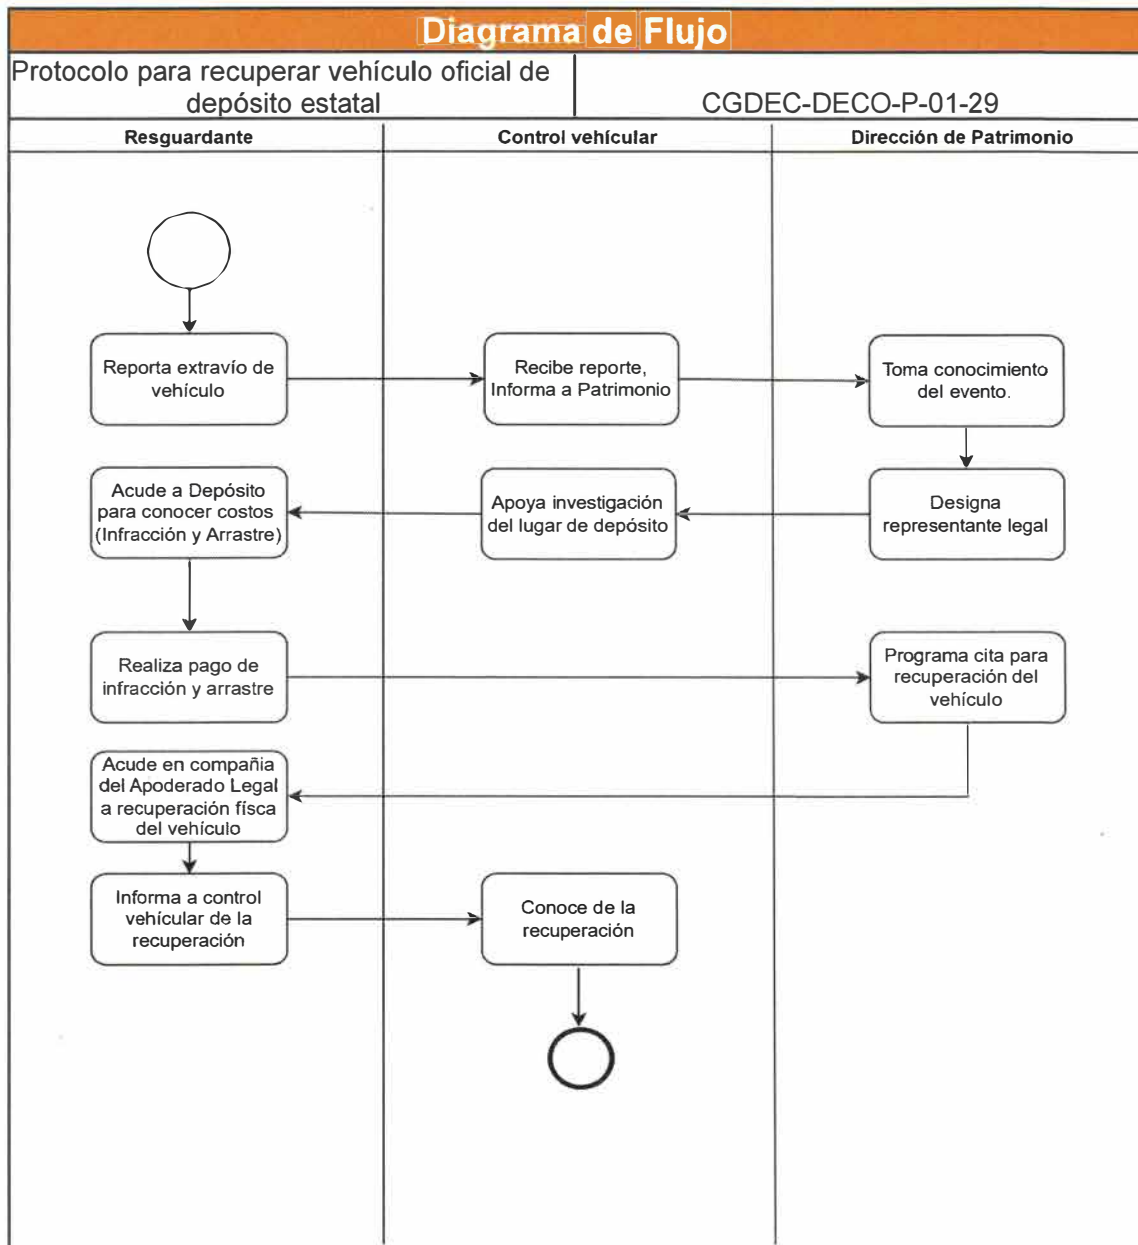 Diagrama de Flujo
Protocolo para recuperar vehículo oficial de
depósito estatal
CGDEC-DECO-P-01-29
Resguardante
Control vehícular
Dirección de Patrimonio
Reporta extravío de
vehículo
Recibe reporte,
Informa a Patrimonio
Toma conocimiento
del evento.
Acude a Depósito
para conocer costos
(Infracción y Arrastre)
Apoya investigación
del lugar de depósito
Designa
representante legal
Realiza pago de
infracción y arrastre
Programa cita para
recuperación del
vehículo
Acude en compañia
del Apoderado Legal
a recuperación físca
del vehículo
Informa a control
vehícular de la
recuperación
Conoce de la
recuperación